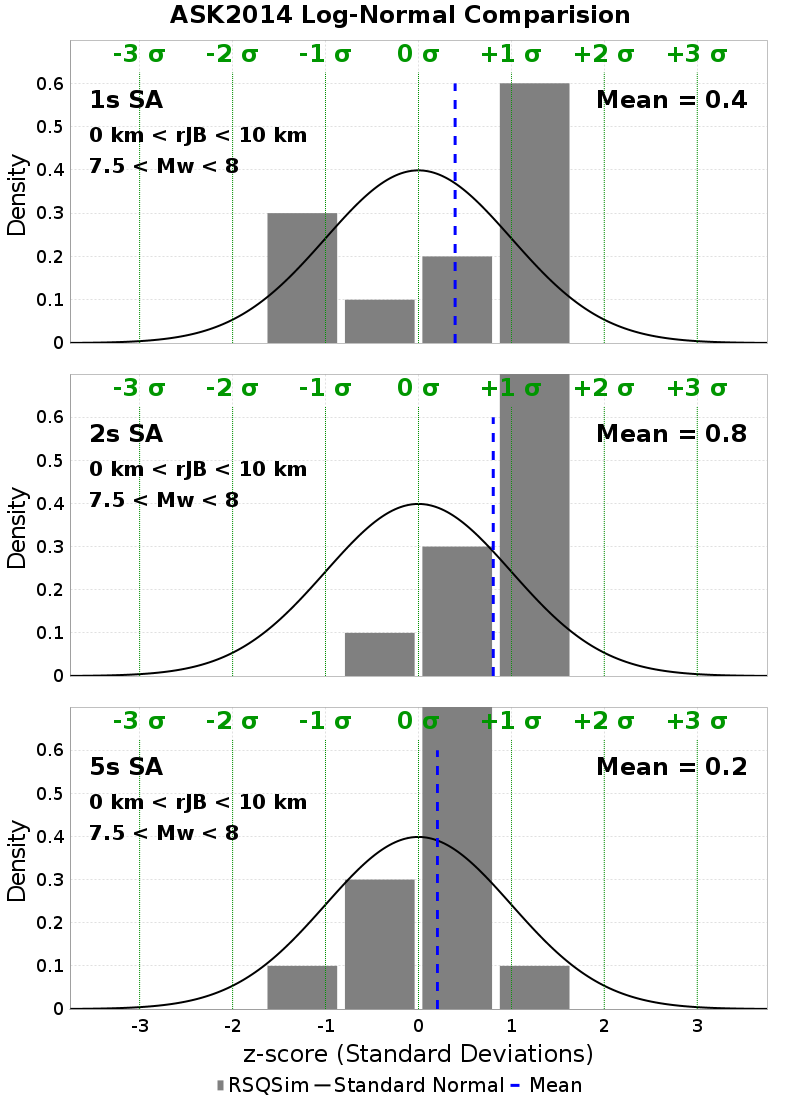 ASK2014 Log-Normal Comparision
-3 σ -2 σ -1 σ 0 σ +1 σ +2 σ +3 σ
1s SA
Mean = 0.4
0 km < rJB < 10 km
7.5 < Mw < 8
Density
0.6
0.5
0.4
0.3
0.2
0.1
0
-3 σ -2 σ -1 σ 0 σ +1 σ +2 σ +3 σ
2s SA
Mean = 0.8
0 km < rJB < 10 km
7.5 < Mw < 8
Density
0.6
0.5
0.4
0.3
0.2
0.1
0
-3 σ -2 σ -1 σ 0 σ +1 σ +2 σ +3 σ
5s SA
Mean = 0.2
0 km < rJB < 10 km
7.5 < Mw < 8
Density
0.6
0.5
0.4
0.3
0.2
0.1
0
-3 -2 -1 0 1 2 3
z-score (Standard Deviations)
RSQSim Standard Normal Mean